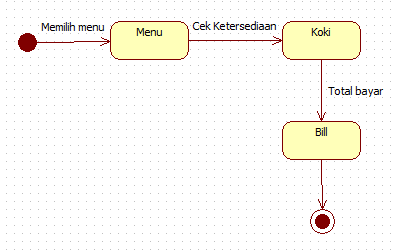 Memilih menu
Menu
Cek Ketersediaan
Koki
Total bayar
Bill